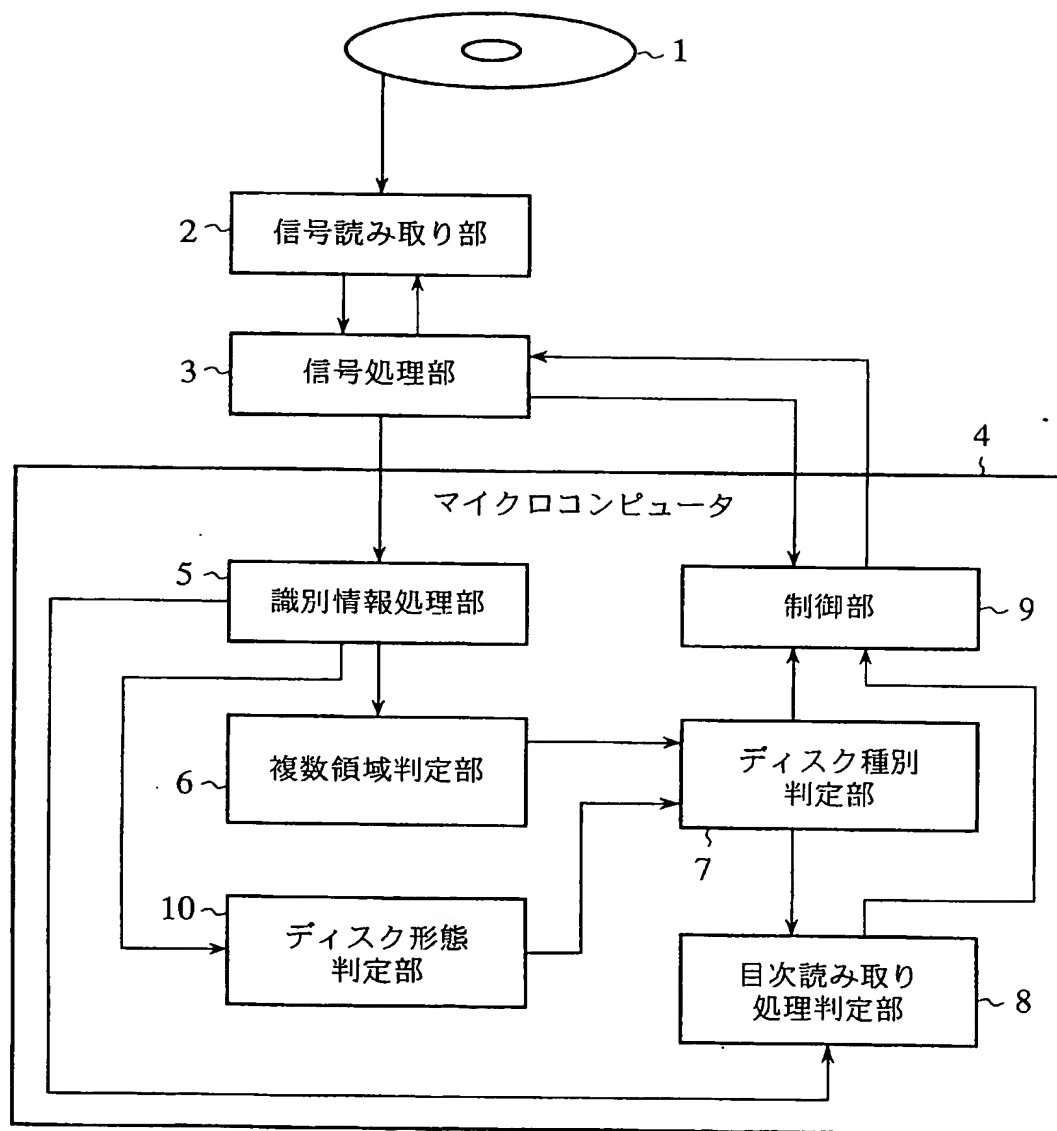 1
2
信号読み取り部
3
信号処理部
4
マイクロコンピュータ
5
識別情報処理部
制御部
9
6
複数領域判定部
ディスク種別
判定部
7
10
ディスク形態
判定部
目次読み取り
処理判定部
8